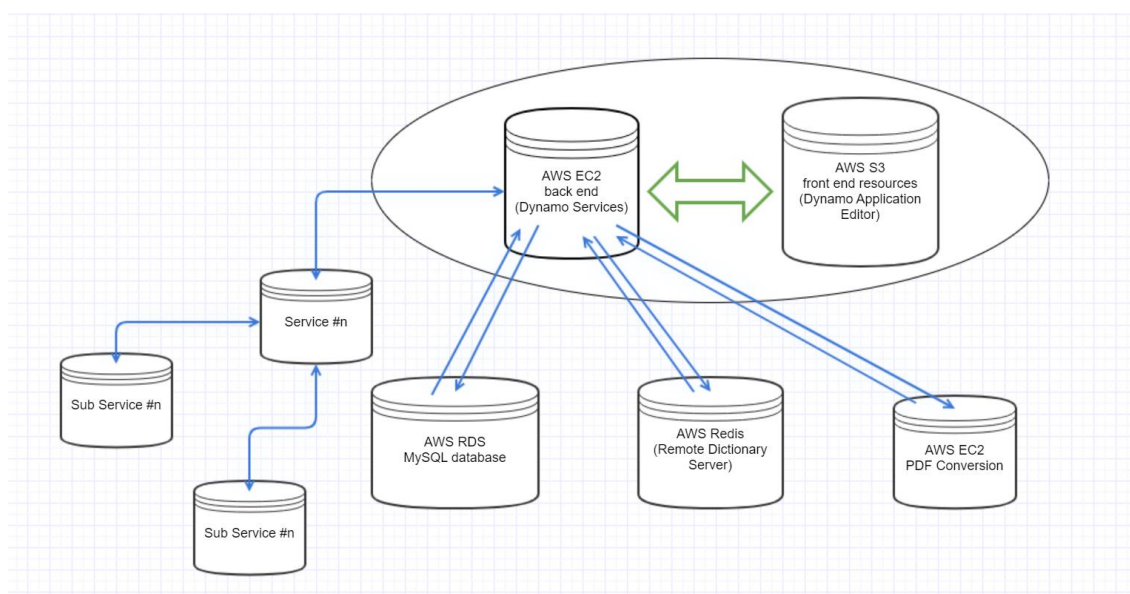 AWS EC2
back end
(Dynamo Services)
AWS S3
front end resources
(Dynamo Application
Editor)
Service #n
Sub Service #n
AWS RDS
MySQL database
AWS Redis
(Remote Dictionary
Server)
AWS EC2
PDF Conversion
Sub Service #n